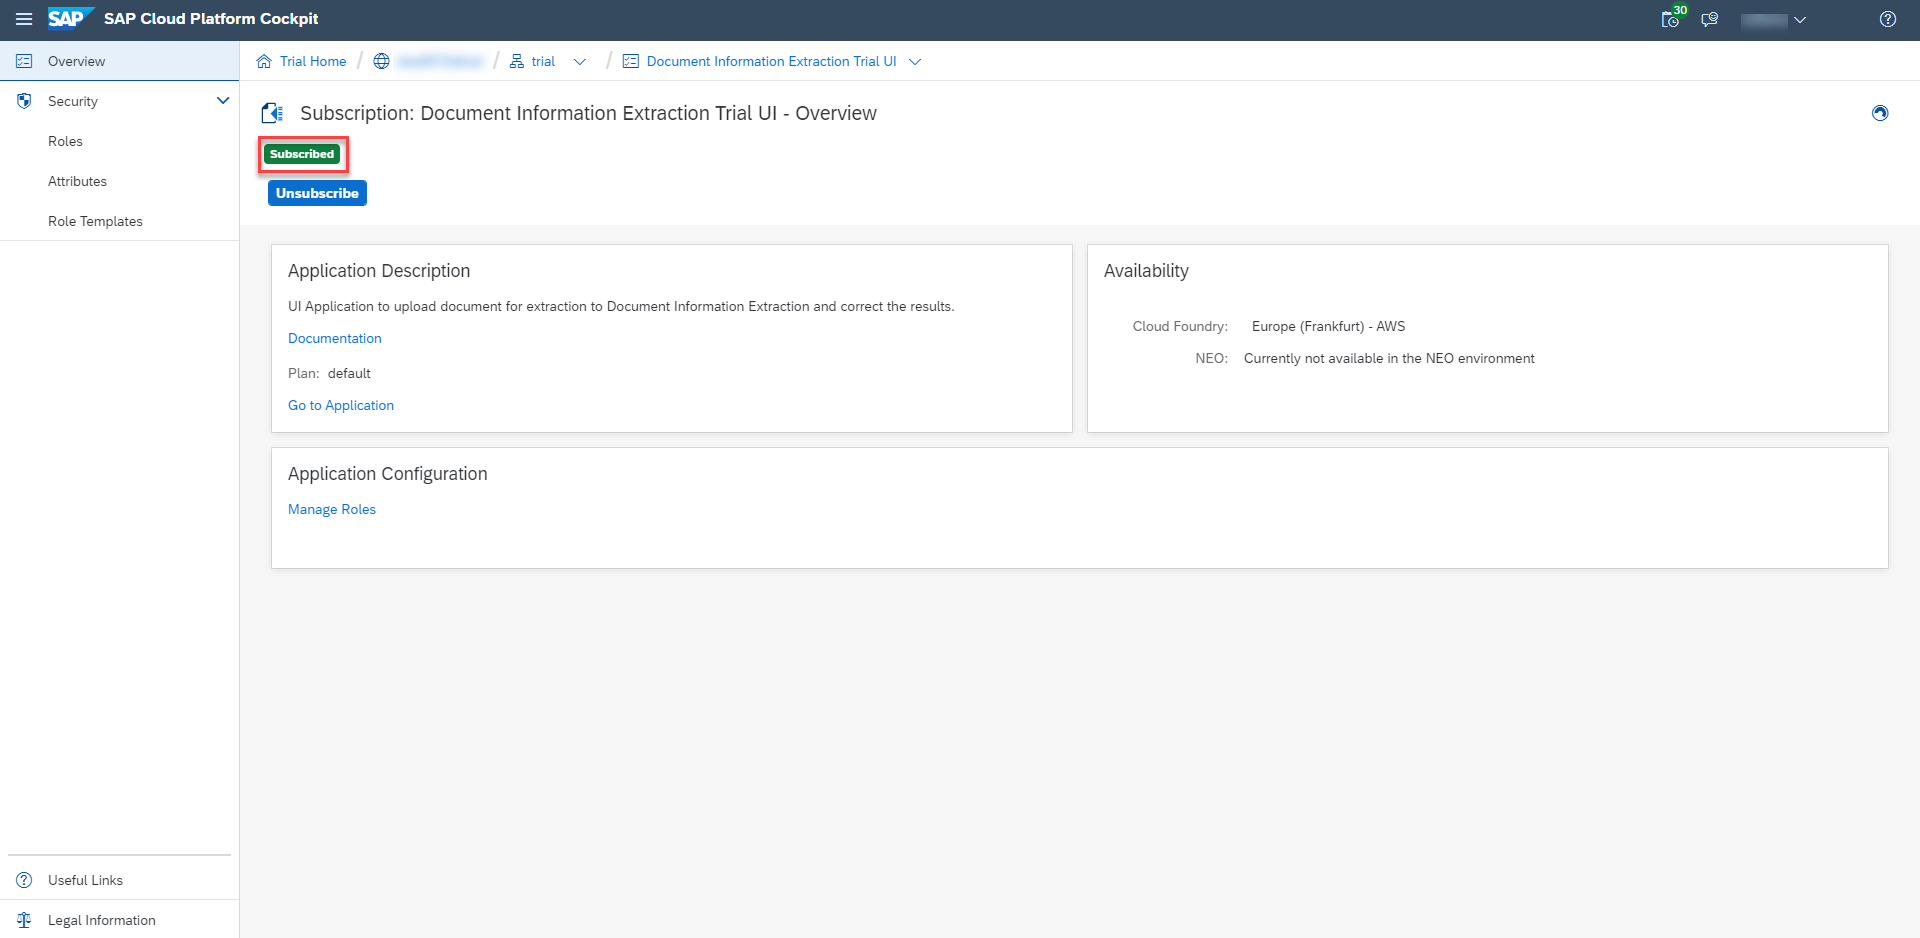 SAP SAP Cloud Platform Cockpit 30
Overview
Trial Home / / trial / Document Information Extraction Trial UI
Security
Roles
Attributes
Role Templates
Subscription: Document Information Extraction Trial UI - Overview
Subscribed
Unsubscribe
Application Description
UI Application to upload document for extraction to Document Information Extraction and correct the results.
Documentation
Plan: default
Go to Application
Availability
Cloud Foundry: Europe (Frankfurt) - AWS
NEO: Currently not available in the NEO environment
Application Configuration
Manage Roles
Useful Links
Legal Information